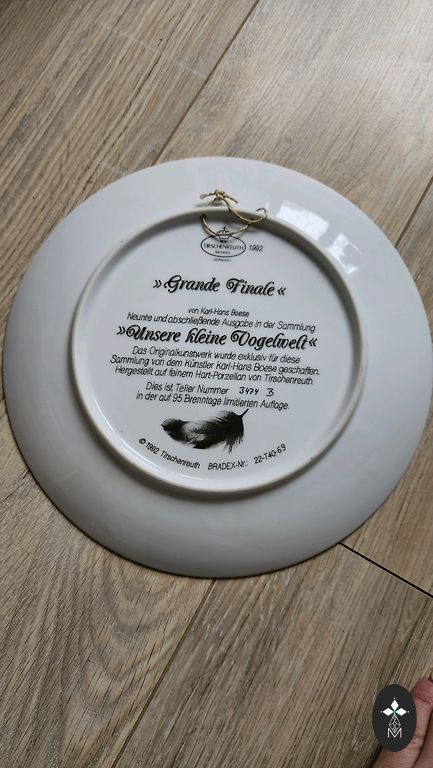 TIRSCHENREUTH
BAVARIA
GERMANY
1992
»Grande Finale«
von Karl-Hans Boese
Neunte und abschließende Ausgabe in der Sammlung
»Unsere kleine Vogelwelt«
Das Originalkunstwerk wurde exklusiv für diese
Sammlung von dem Künstler Karl-Hans Boese geschaffen.
Hergestellt auf feinem Hart-Porzellan von Tirschenreuth.
Dies ist Teller Nummer 3474 B
in der auf 95 Brenntage limitierten Auflage.
© 1992 Tirschenreuth BRADEX-Nr.: 22-T40-6.9
M